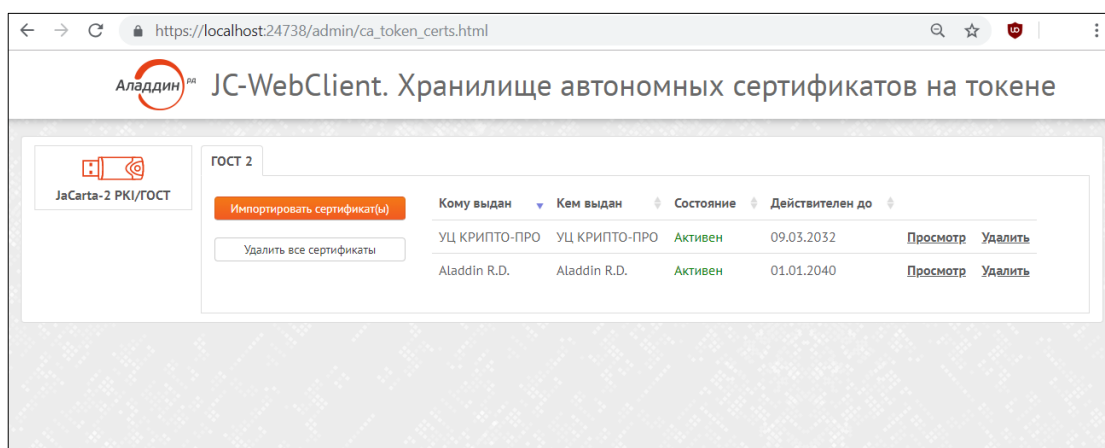 https://localhost:24738/admin/ca_token_certs.html
Аладдин РД JC-WebClient. Хранилище автономных сертификатов на токене
JaCarta-2 PKI/ГОСТ
ГОСТ 2
Импортировать сертификат(ы)
Удалить все сертификаты
Кому выдан Кем выдан Состояние Действителен до
УЦ КРИПТО-ПРО УЦ КРИПТО-ПРО Активен 09.03.2032 Просмотр Удалить
Aladdin R.D. Aladdin R.D. Активен 01.01.2040 Просмотр Удалить